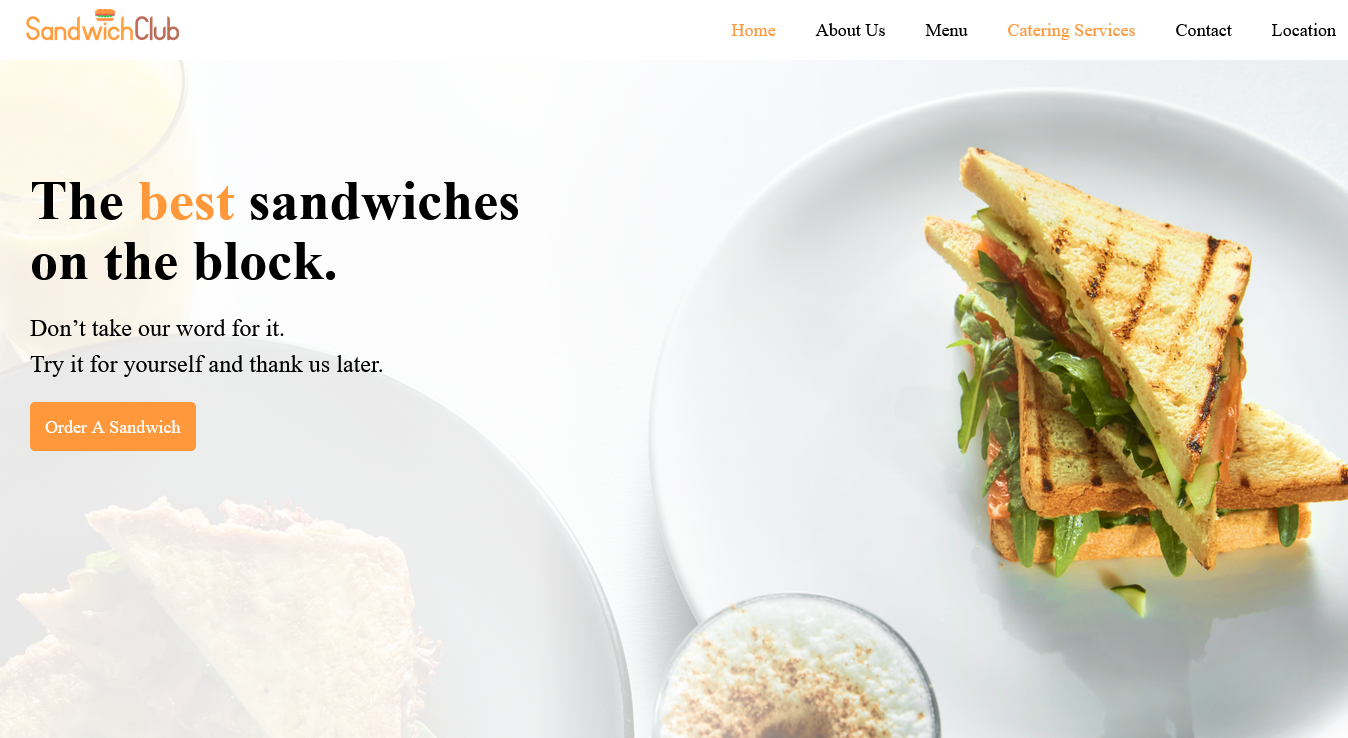 SandwichClub
Home About Us Menu Catering Services Contact Location
The best sandwiches
on the block.
Don’t take our word for it.
Try it for yourself and thank us later.
Order A Sandwich